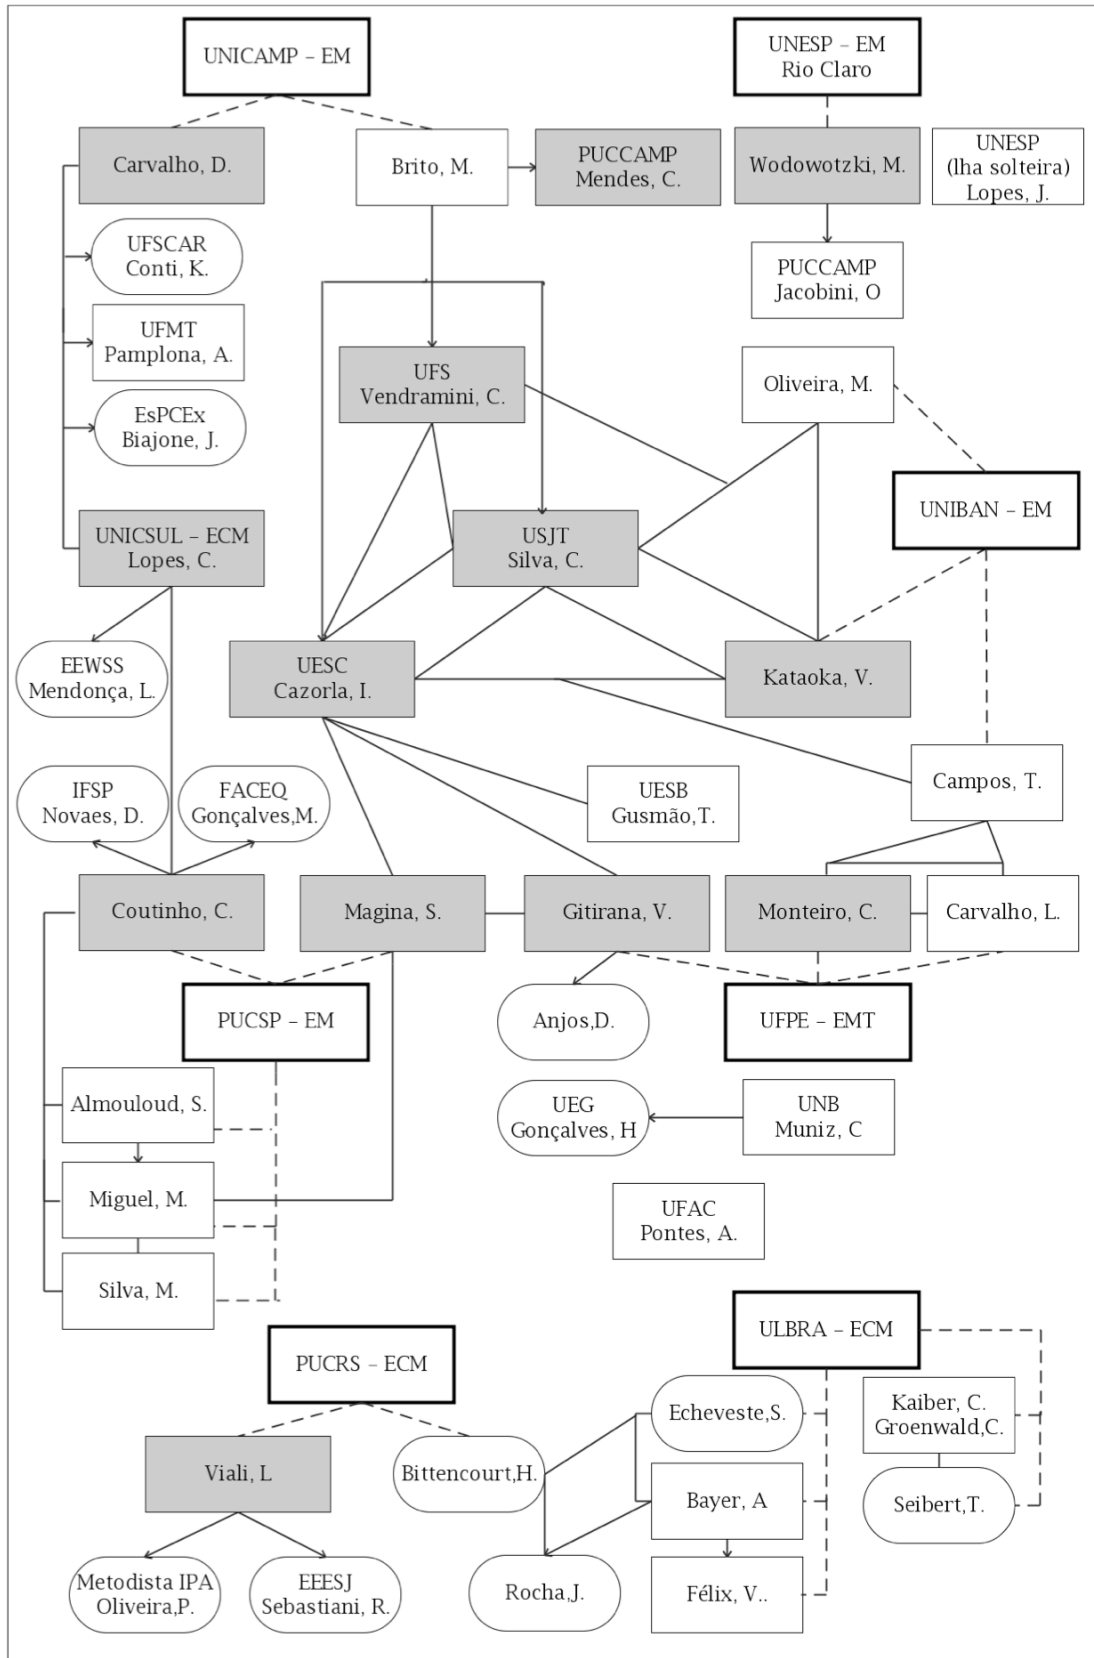 UNICAMP – EM
UNESP – EM
Rio Claro
Carvalho, D.
Brito, M.
PUCCAMP
Mendes, C.
Wodowotzki, M.
UNESP
(lha solteira)
Lopes, J.
UFSCAR
Conti, K.
PUCCAMP
Jacobini, O
UFMT
Pamplona, A.
UFS
Vendramini, C.
Oliveira, M.
EsPCEx
Biajone, J.
UNIBAN – EM
UNICSUL – ECM
Lopes, C.
USJT
Silva, C.
EEWSS
Mendonça, L.
UESC
Cazorla, I.
Kataoka, V.
IFSP
Novaes, D.
FACEQ
Gonçalves,M.
UESB
Gusmão,T.
Campos, T.
Coutinho, C.
Magina, S.
Gitirana, V.
Monteiro, C.
Carvalho, L.
PUCSP – EM
Anjos,D.
UFPE – EMT
Almouloud, S.
UEG
Gonçalves, H
UNB
Muniz, C
Miguel, M.
UFAC
Pontes, A.
Silva, M.
PUCRS – ECM
ULBRA – ECM
Echeveste,S.
Kaiber, C.
Groenwald,C.
Viali, L
Bittencourt,H.
Bayer, A
Seibert,T.
Metodista IPA
Oliveira,P.
EEESJ
Sebastiani, R.
Rocha,J.
Félix, V..